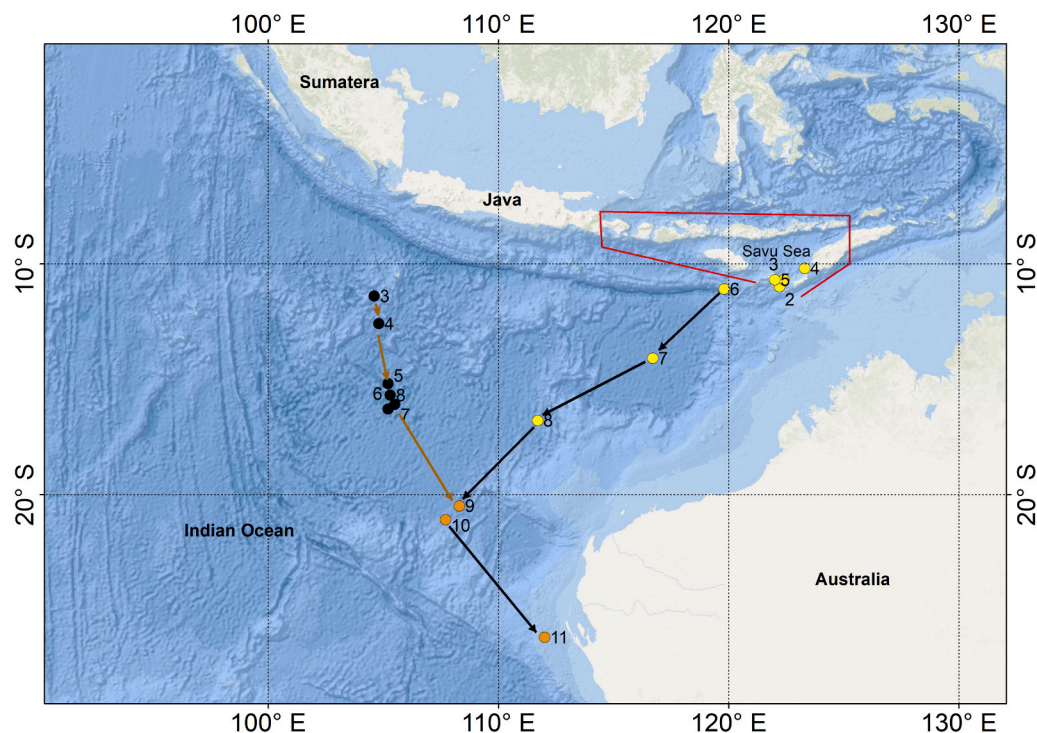 100° E 110° E 120° E 130° E
Sumatera
Java
Savu Sea
10° S 10° S
3 4
5
2
6
3
4
7
5
6 8
7
8
20° S 20° S
9
10
Indian Ocean
Australia
11
100° E 110° E 120° E 130° E